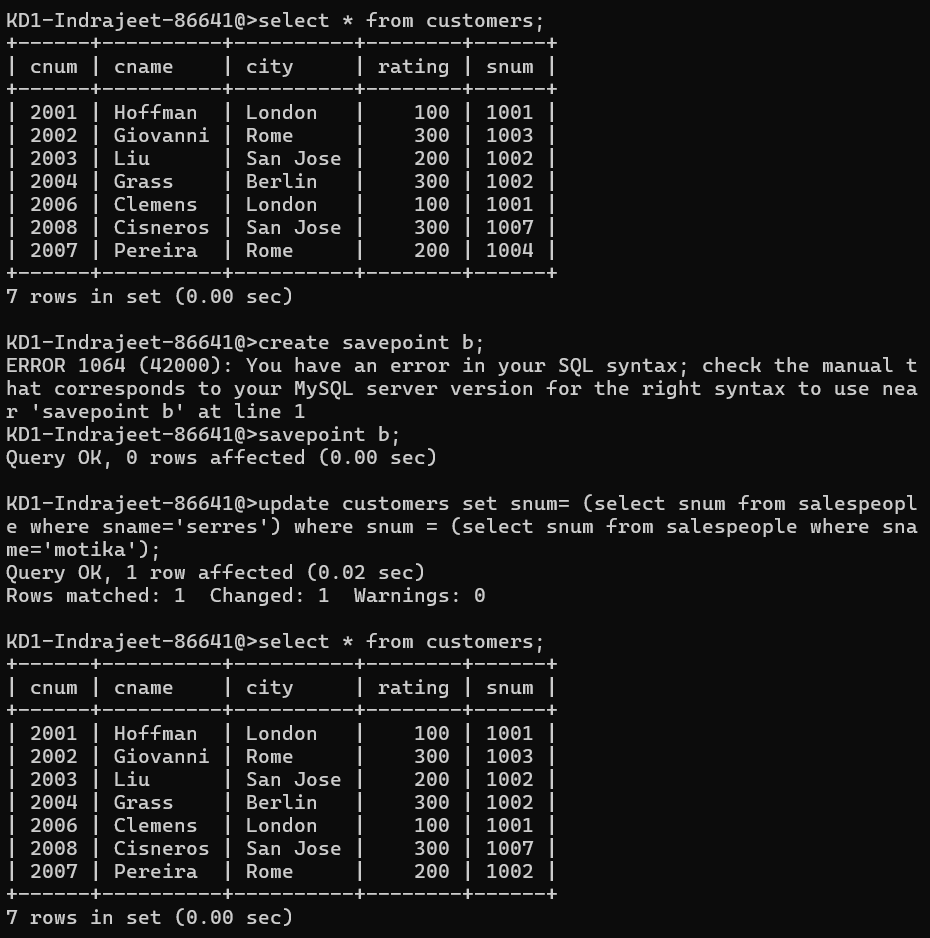 KD1-Indrajeet-86641@>select * from customers;
+------+----------+----------+--------+------+
| cnum | cname    | city     | rating | snum |
+------+----------+----------+--------+------+
| 2001 | Hoffman  | London   |    100 | 1001 |
| 2002 | Giovanni | Rome     |    300 | 1003 |
| 2003 | Liu      | San Jose |    200 | 1002 |
| 2004 | Grass    | Berlin   |    300 | 1002 |
| 2006 | Clemens  | London   |    100 | 1001 |
| 2008 | Cisneros | San Jose |    300 | 1007 |
| 2007 | Pereira  | Rome     |    200 | 1004 |
+------+----------+----------+--------+------+
7 rows in set (0.00 sec)

KD1-Indrajeet-86641@>create savepoint b;
ERROR 1064 (42000): You have an error in your SQL syntax; check the manual t
hat corresponds to your MySQL server version for the right syntax to use nea
r 'savepoint b' at line 1
KD1-Indrajeet-86641@>savepoint b;
Query OK, 0 rows affected (0.00 sec)

KD1-Indrajeet-86641@>update customers set snum= (select snum from salespeopl
e where sname='serres') where snum = (select snum from salespeople where sna
me='motika');
Query OK, 1 row affected (0.02 sec)
Rows matched: 1  Changed: 1  Warnings: 0

KD1-Indrajeet-86641@>select * from customers;
+------+----------+----------+--------+------+
| cnum | cname    | city     | rating | snum |
+------+----------+----------+--------+------+
| 2001 | Hoffman  | London   |    100 | 1001 |
| 2002 | Giovanni | Rome     |    300 | 1003 |
| 2003 | Liu      | San Jose |    200 | 1002 |
| 2004 | Grass    | Berlin   |    300 | 1002 |
| 2006 | Clemens  | London   |    100 | 1001 |
| 2008 | Cisneros | San Jose |    300 | 1007 |
| 2007 | Pereira  | Rome     |    200 | 1002 |
+------+----------+----------+--------+------+
7 rows in set (0.00 sec)